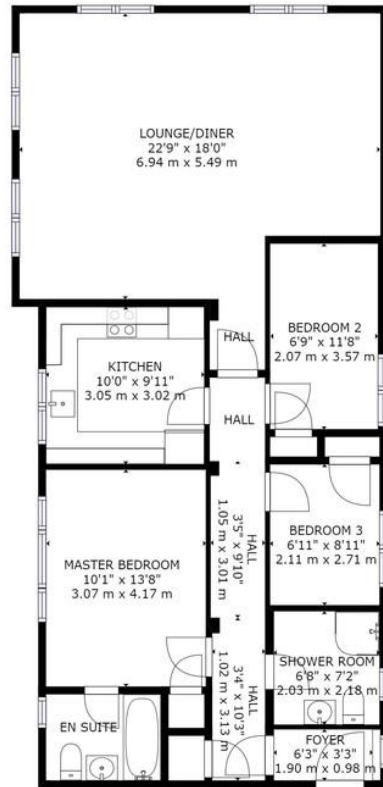 LOUNGE/DINER
22'9" x 18'0"
6.94 m x 5.49 m
BEDROOM 2
6'9" x 11'8"
2.07 m x 3.57 m
HALL
KITCHEN
10'0" x 9'11"
3.05 m x 3.02 m
HALL
HALL
3'5" x 9'10"
1.05 m x 3.01 m
BEDROOM 3
6'11" x 8'11"
2.11 m x 2.71 m
MASTER BEDROOM
10'1" x 13'8"
3.07 m x 4.17 m
HALL
3'4" x 10'3"
1.02 m x 3.13 m
SHOWER ROOM
6'8" x 7'2"
2.03 m x 2.18 m
EN SUITE
FOYER
6'3" x 3'3"
1.90 m x 0.98 m